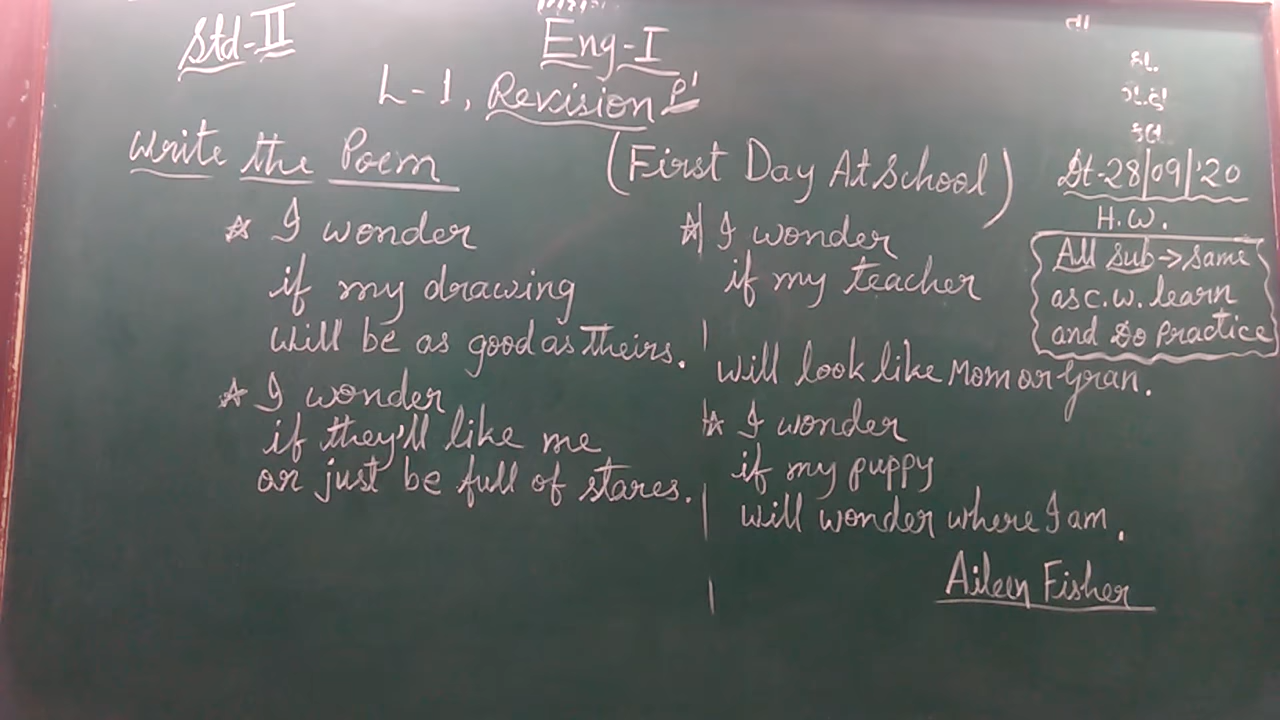 Std-II
Eng-I
L-1, Revision P'
Write the Poem
(First Day At School)
I wonder
if my drawing
will be as good as theirs.
I wonder
if they'll like me
or just be full of stares.
I wonder
if my teacher
will look like Mom or Gran.
I wonder
if my puppy
will wonder where I am.
Aileen Fisher
તા
Dt-28/09/'20
H.W.
All Sub → Same
as c.w. learn
and Do Practice